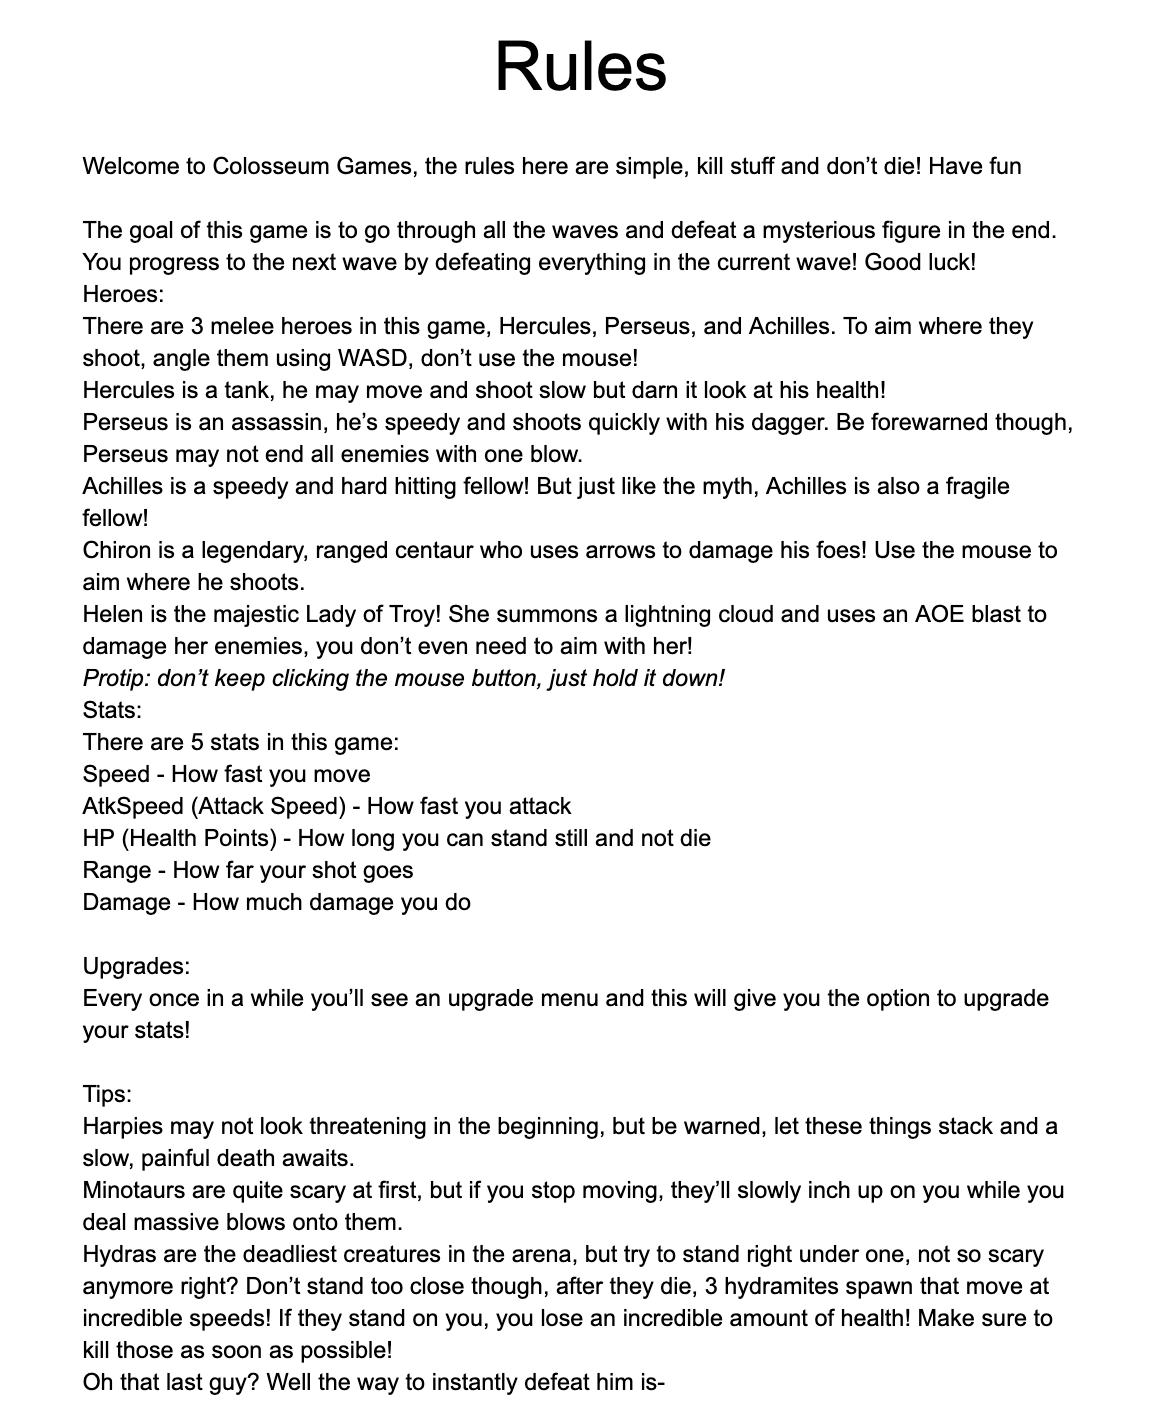 Rules
Welcome to Colosseum Games, the rules here are simple, kill stuff and don’t die! Have fun
The goal of this game is to go through all the waves and defeat a mysterious figure in the end.
You progress to the next wave by defeating everything in the current wave! Good luck!
Heroes:
There are 3 melee heroes in this game, Hercules, Perseus, and Achilles. To aim where they
shoot, angle them using WASD, don’t use the mouse!
Hercules is a tank, he may move and shoot slow but darn it look at his health!
Perseus is an assassin, he’s speedy and shoots quickly with his dagger. Be forewarned though,
Perseus may not end all enemies with one blow.
Achilles is a speedy and hard hitting fellow! But just like the myth, Achilles is also a fragile
fellow!
Chiron is a legendary, ranged centaur who uses arrows to damage his foes! Use the mouse to
aim where he shoots.
Helen is the majestic Lady of Troy! She summons a lightning cloud and uses an AOE blast to
damage her enemies, you don’t even need to aim with her!
Protip: don’t keep clicking the mouse button, just hold it down!
Stats:
There are 5 stats in this game:
Speed - How fast you move
AtkSpeed (Attack Speed) - How fast you attack
HP (Health Points) - How long you can stand still and not die
Range - How far your shot goes
Damage - How much damage you do
Upgrades:
Every once in a while you’ll see an upgrade menu and this will give you the option to upgrade
your stats!
Tips:
Harpies may not look threatening in the beginning, but be warned, let these things stack and a
slow, painful death awaits.
Minotaurs are quite scary at first, but if you stop moving, they’ll slowly inch up on you while you
deal massive blows onto them.
Hydras are the deadliest creatures in the arena, but try to stand right under one, not so scary
anymore right? Don’t stand too close though, after they die, 3 hydramites spawn that move at
incredible speeds! If they stand on you, you lose an incredible amount of health! Make sure to
kill those as soon as possible!
Oh that last guy? Well the way to instantly defeat him is-